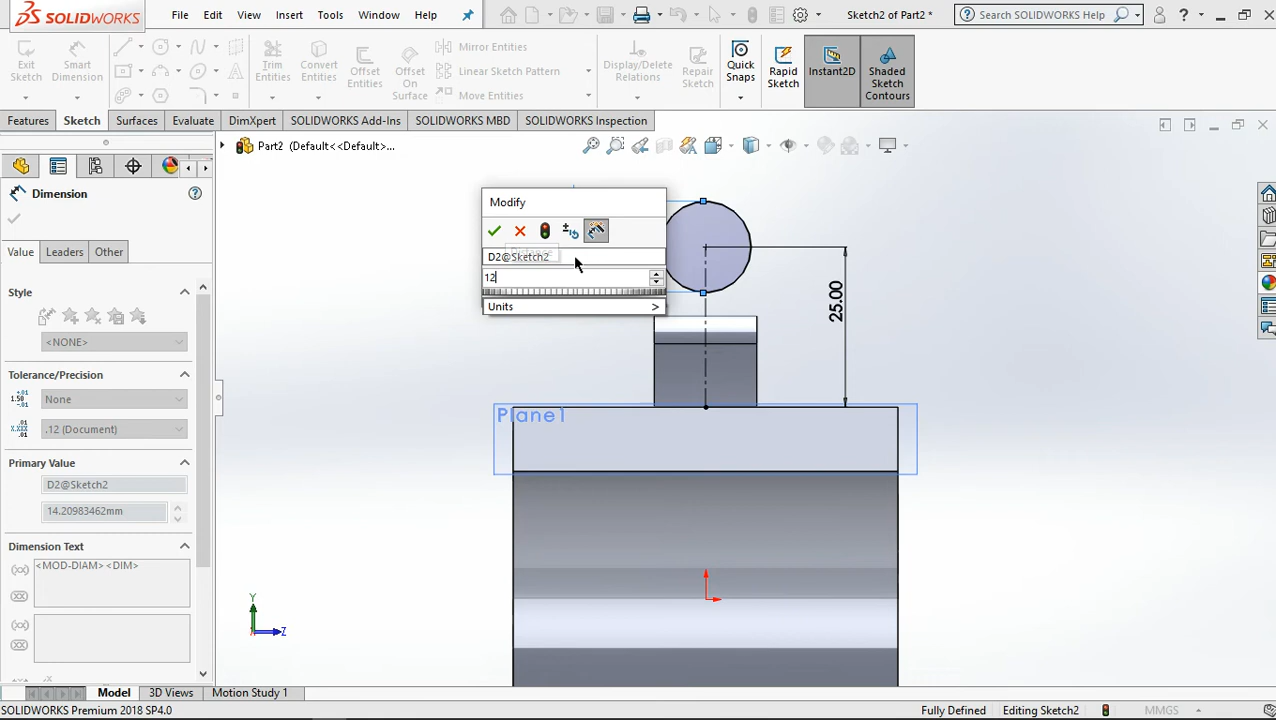 SOLIDWORKS
File Edit View Insert Tools Window Help
Sketch2 of Part2 *
Search SOLIDWORKS Help
?
Exit Sketch
Smart Dimension
Trim Entities
Convert Entities
Offset Entities
Offset On Surface
Mirror Entities
Linear Sketch Pattern
Move Entities
Display/Delete Relations
Repair Sketch
Quick Snaps
Rapid Sketch
Instant2D
Shaded Sketch Contours
Features Sketch Surfaces Evaluate DimXpert SOLIDWORKS Add-Ins SOLIDWORKS MBD SOLIDWORKS Inspection
Part2 (Default<<Default>...
Dimension
Value Leaders Other
Style
<NONE>
Tolerance/Precision
None
.12 (Document)
Primary Value
D2@Sketch2
14.20983462mm
Dimension Text
<MOD-DIAM><DIM>
Modify
D2@Sketch2
12
Units >
25.00
Plane1
Y
Z
Model 3D Views Motion Study 1
SOLIDWORKS Premium 2018 SP4.0
Fully Defined Editing Sketch2 MMGS